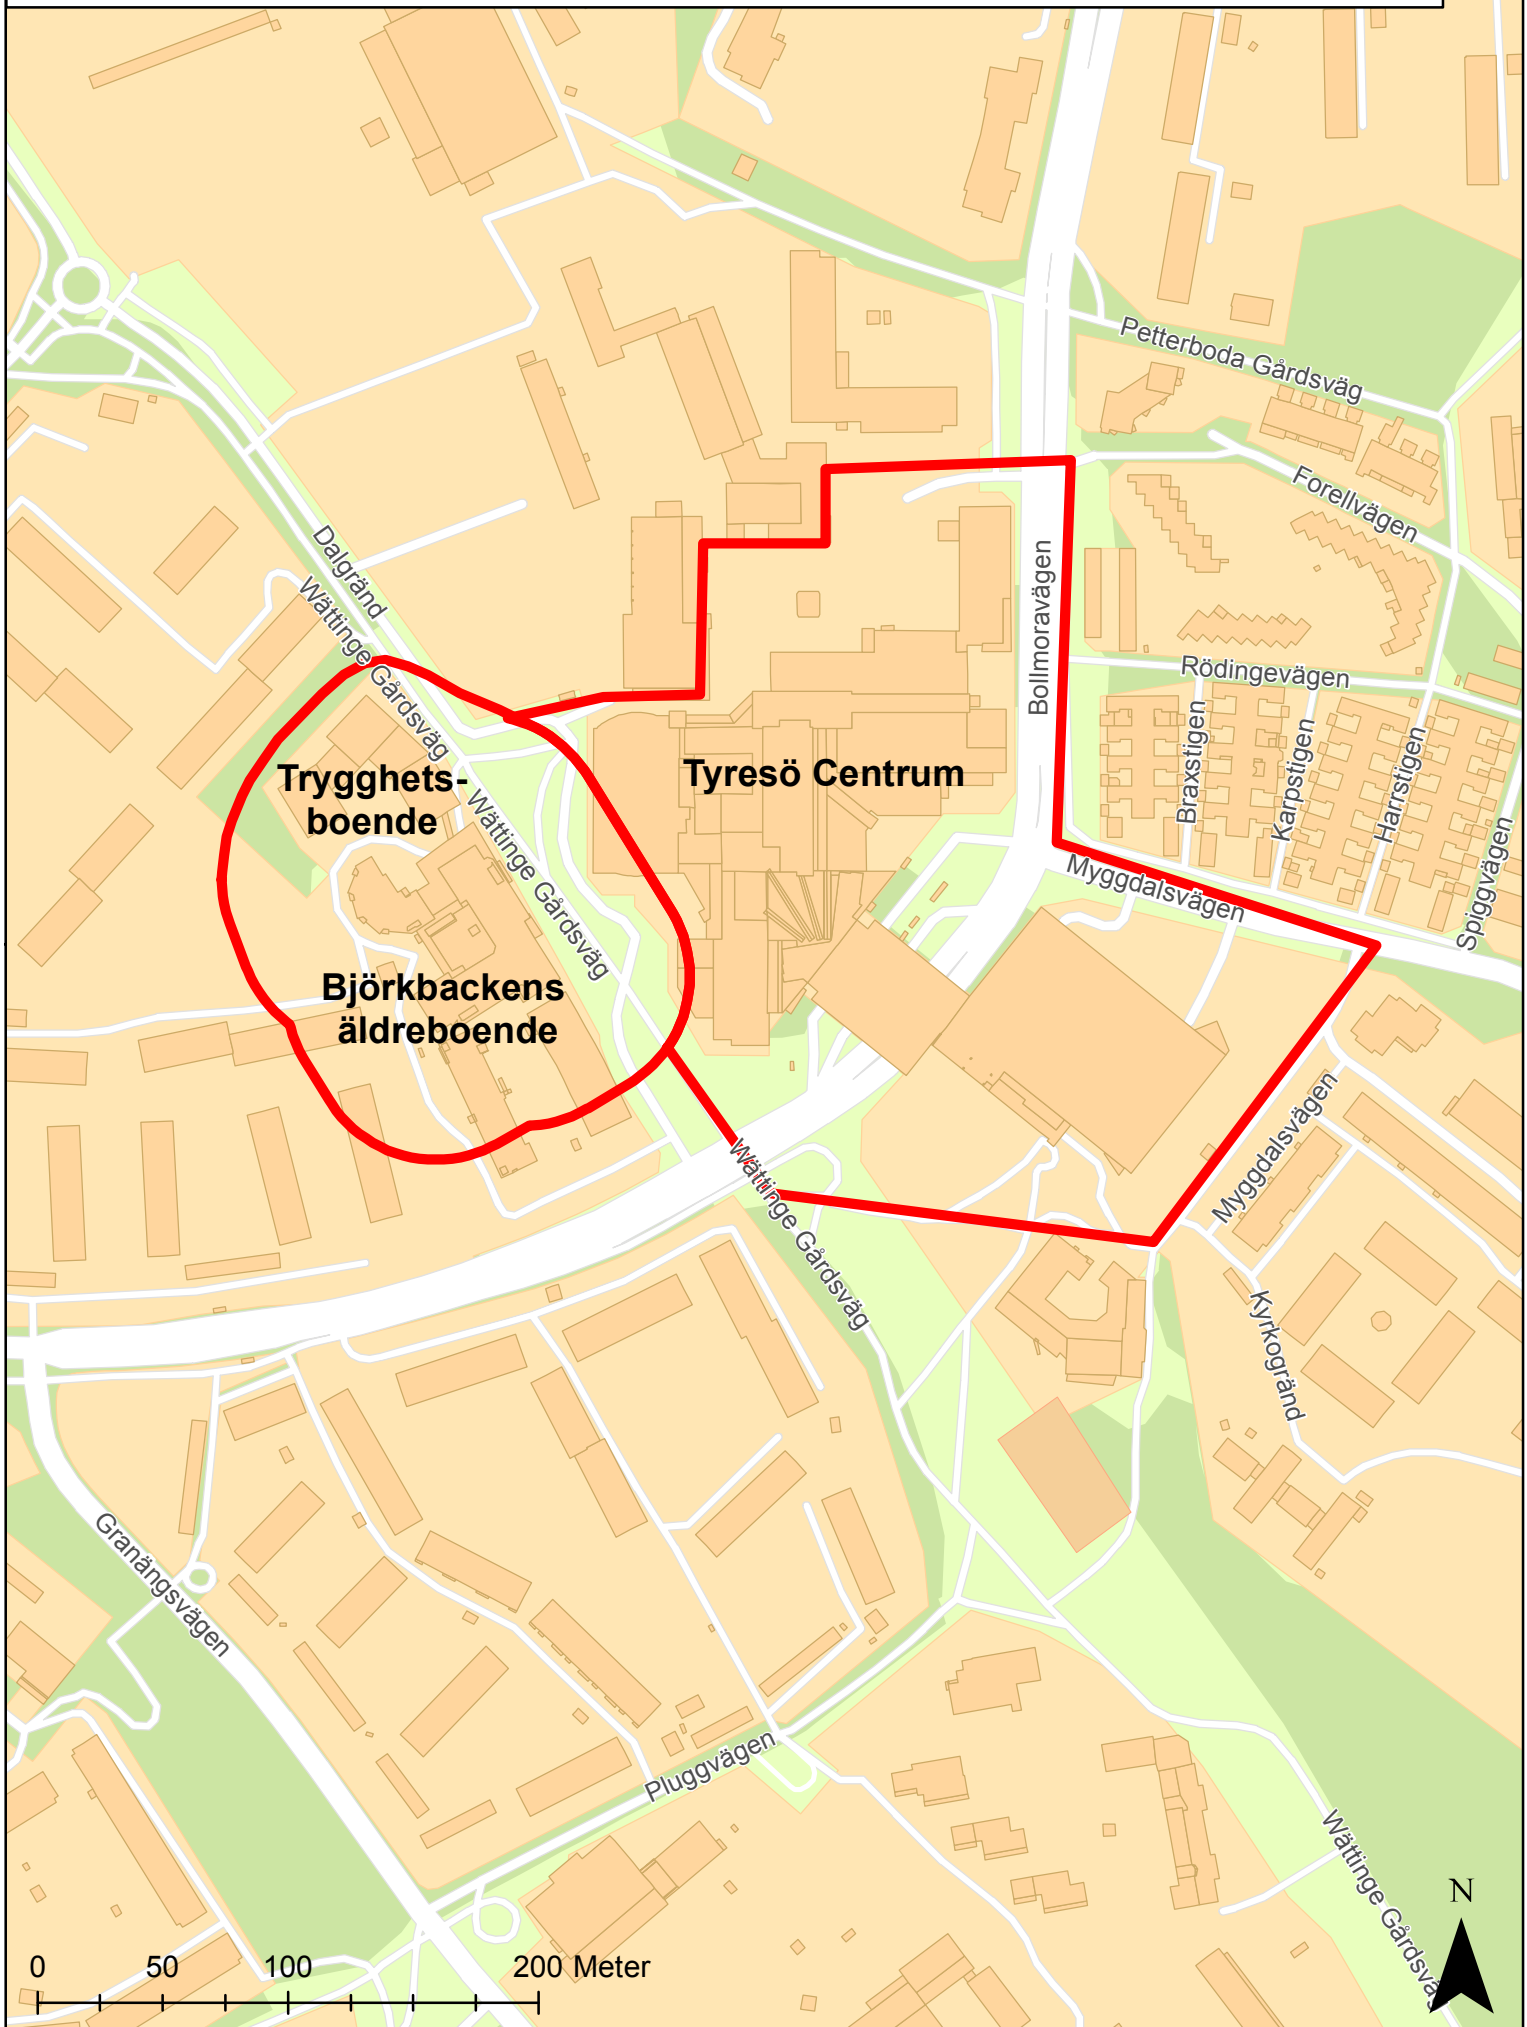 Petterboda Gårdsväg
Forellvägen
Dalgränd
Wättinge Gårdsväg
Bollmoravägen
Rödingevägen
Braxstigen
Karpstigen
Harrstigen
Spiggvägen
Trygghets-
boende
Tyresö Centrum
Wättinge Gårdsväg
Myggdalsvägen
Björkbackens
äldreboende
Myggdalsvägen
Wättinge Gårdsväg
Kyrkogränd
Granängsvägen
Pluggvägen
Wättinge Gårdsväg
N
0 50 100 200 Meter